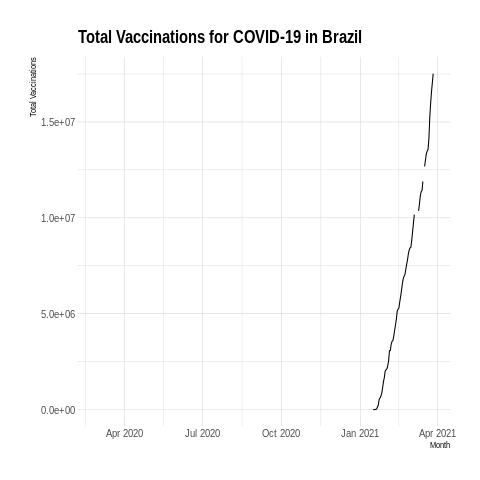 Total Vaccinations for COVID-19 in Brazil
Total Vaccinations
1.5e+07
1.0e+07
5.0e+06
0.0e+00
Apr 2020 Jul 2020 Oct 2020 Jan 2021 Apr 2021
Month